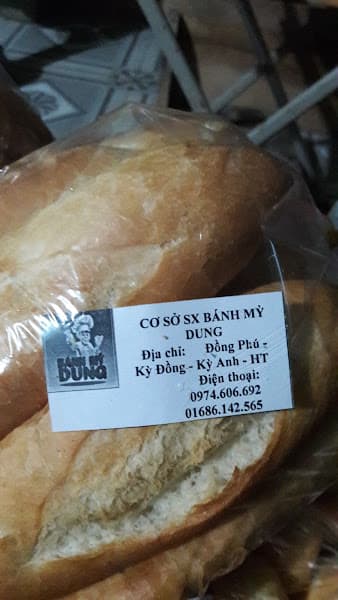 CƠ SỞ SX BÁNH MỲ
DUNG
Địa chỉ: Đồng Phú -
Kỳ Đồng - Kỳ Anh - HT
Điện thoại:
0974.606.692
01686.142.565
BÁNH MỲ
DUNG